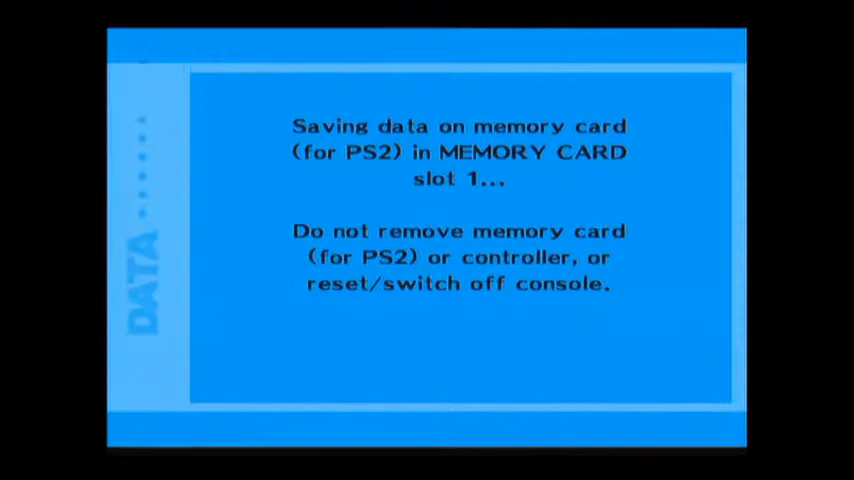 Saving data on memory card
(for PS2) in MEMORY CARD
slot 1...
Do not remove memory card
(for PS2) or controller, or
reset/switch off console.
DATA